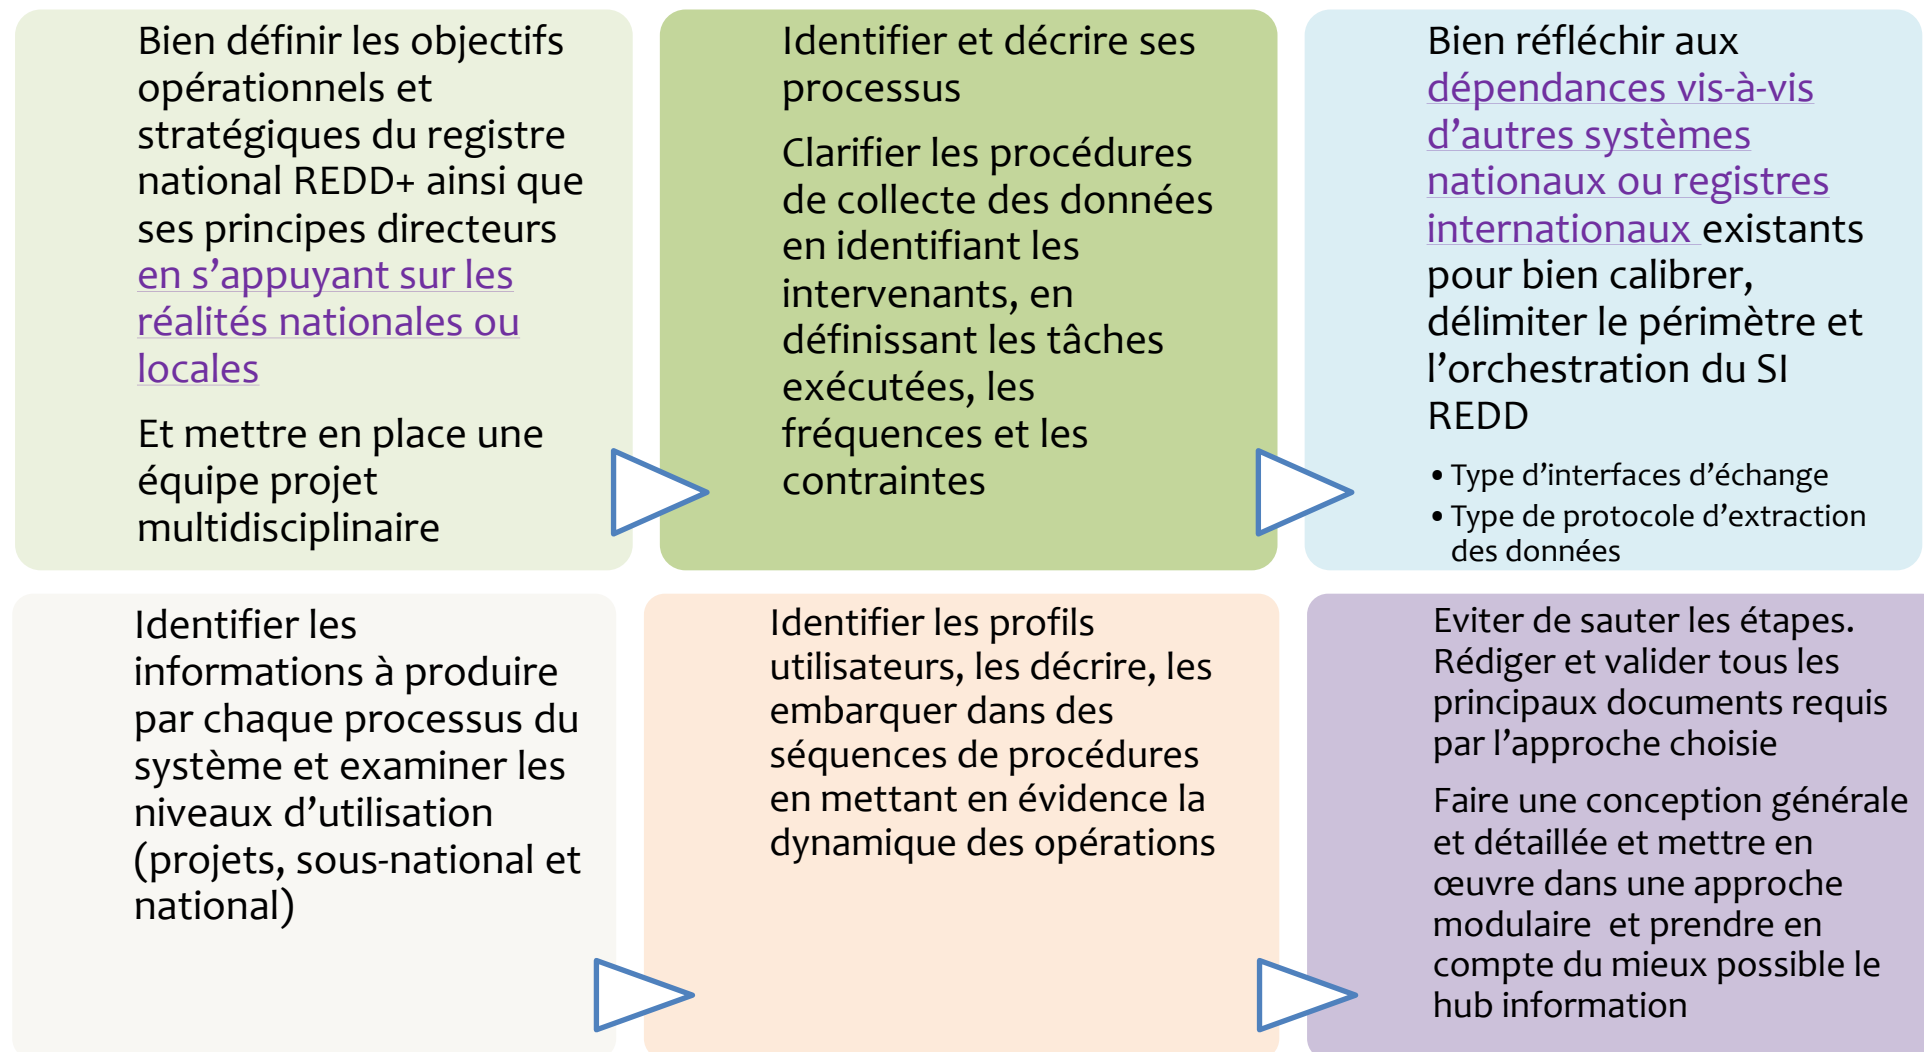 Bien définir les objectifs
opérationnels et
stratégiques du registre
national REDD+ ainsi que
ses principes directeurs
en s’appuyant sur les
réalités nationales ou
locales
Et mettre en place une
équipe projet
multidisciplinaire
Identifier et décrire ses
processus
Clarifier les procédures
de collecte des données
en identifiant les
intervenants, en
définissant les tâches
exécutées, les
fréquences et les
contraintes
Bien réfléchir aux
dépendances vis-à-vis
d’autres systèmes
nationaux ou registres
internationaux existants
pour bien calibrer,
délimiter le périmètre et
l’orchestration du SI
REDD
• Type d’interfaces d’échange
• Type de protocole d’extraction
des données
Identifier les
informations à produire
par chaque processus du
système et examiner les
niveaux d’utilisation
(projets, sous-national et
national)
Identifier les profils
utilisateurs, les décrire, les
embarquer dans des
séquences de procédures
en mettant en évidence la
dynamique des opérations
Eviter de sauter les étapes.
Rédiger et valider tous les
principaux documents requis
par l’approche choisie
Faire une conception générale
et détaillée et mettre en
œuvre dans une approche
modulaire et prendre en
compte du mieux possible le
hub information